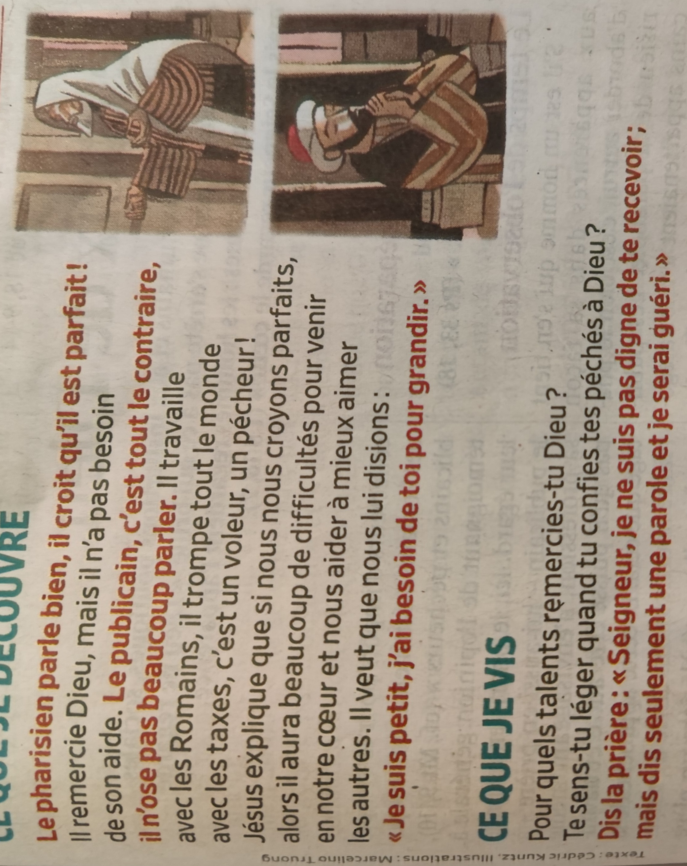 CE QUE JE DÉCOUVRE
Le pharisien parle bien, il croit qu'il est parfait !
Il remercie Dieu, mais il n'a pas besoin
de son aide. Le publicain, c'est tout le contraire,
il n'ose pas beaucoup parler. Il travaille
avec les Romains, il trompe tout le monde
avec les taxes, c'est un voleur, un pécheur !
Jésus explique que si nous nous croyons parfaits,
alors il aura beaucoup de difficultés pour venir
en notre cœur et nous aider à mieux aimer
les autres. Il veut que nous lui disions :
« Je suis petit, j'ai besoin de toi pour grandir. »
CE QUE JE VIS
Pour quels talents remercies-tu Dieu ?
Te sens-tu léger quand tu confies tes péchés à Dieu ?
Dis la prière : « Seigneur, je ne suis pas digne de te recevoir ;
mais dis seulement une parole et je serai guéri. »
Texte : Cédric Kuntz. Illustrations : Marcelino Truong